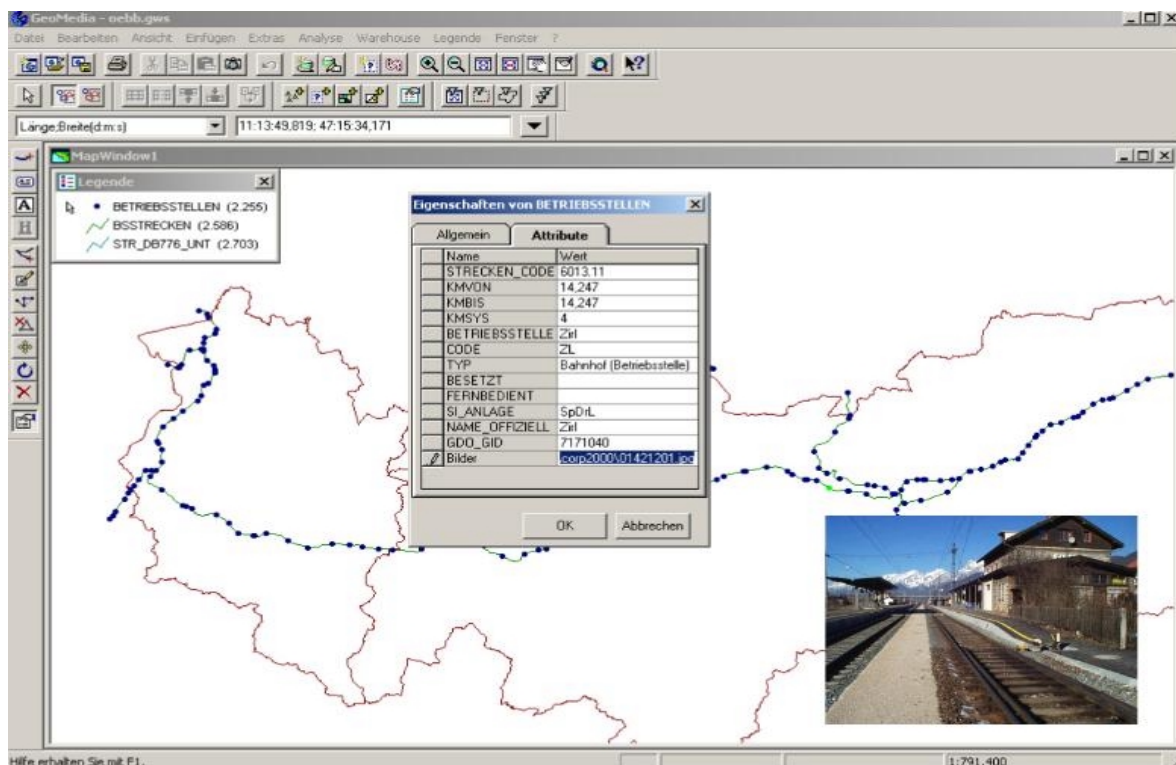 GeoMedia - oebb.gws
Datei Bearbeiten Ansicht Einfügen Extras Analyse Warehouse Legende Fenster ?
Länge;Breite(d:m:s) 11:13:49,819; 47:15:34,171
MapWindow1
Legende
BETRIEBSSTELLEN (2.255)
BSSTRECKEN (2.586)
STR_DB776_UNT (2.703)
Eigenschaften von BETRIEBSSTELLEN
Allgemein Attribute
Name Wert
STRECKEN_CODE 6013.11
KMVON 14,247
KMBIS 14,247
KMSYS 4
BETRIEBSSTELLE Zirl
CODE ZL
TYP Bahnhof (Betriebsstelle)
BESETZT
FERNBEDIENT
SI_ANLAGE SpDrL
NAME_OFFIZIELL Zirl
GDO_GID 7171040
Bilder corp2000\01421201.jpg
OK Abbrechen
Hilfe erhalten Sie mit F1.
1:791.400